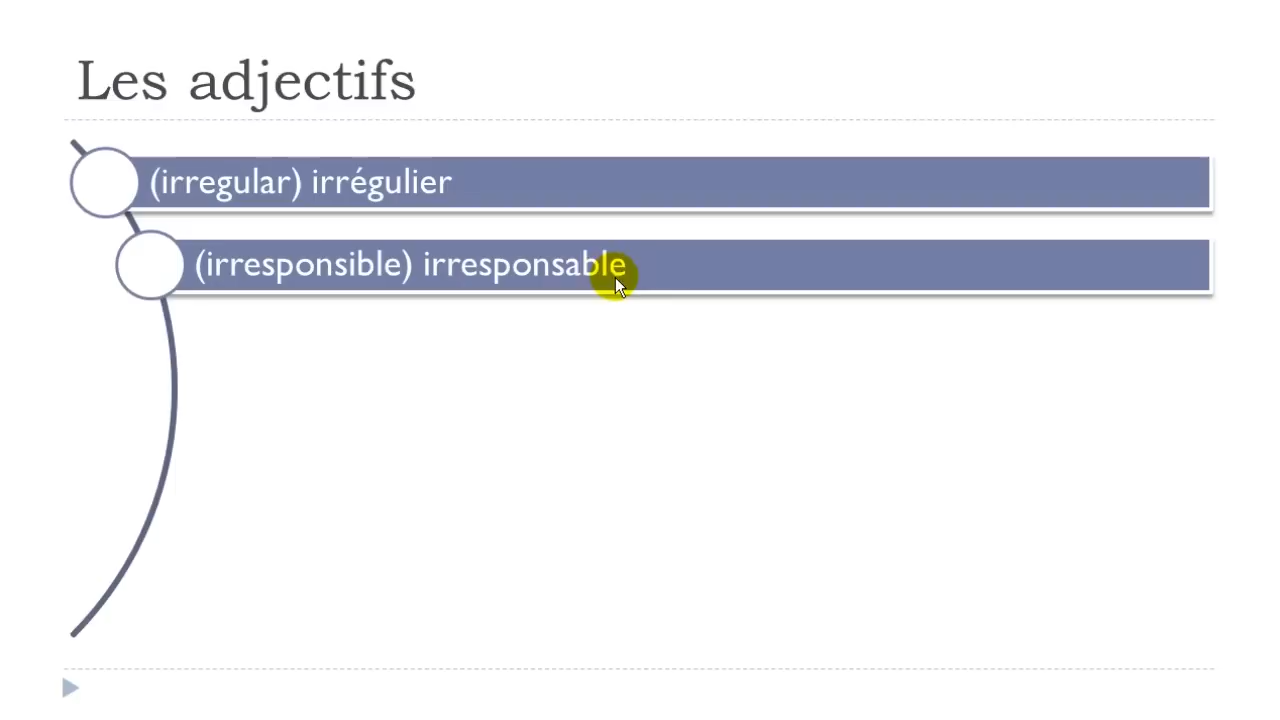 Les adjectifs
(irregular) irrégulier
(irresponsible) irresponsable